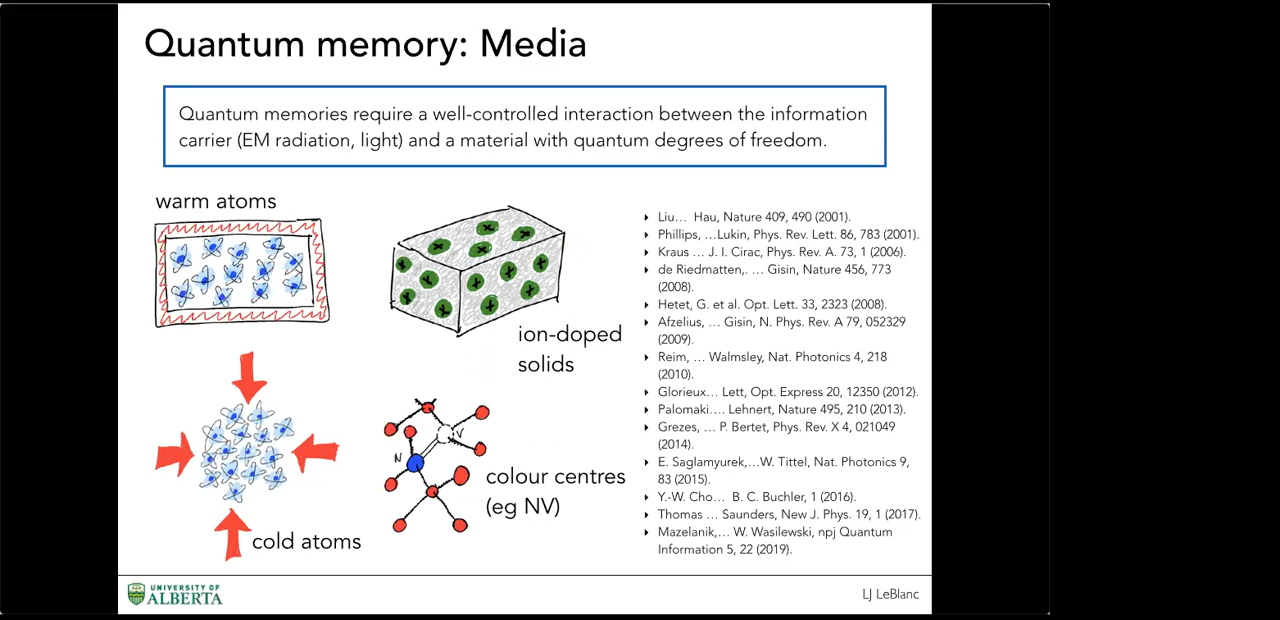 Quantum memory: Media
Quantum memories require a well-controlled interaction between the information
carrier (EM radiation, light) and a material with quantum degrees of freedom.
warm atoms
ion-doped
solids
N
V
colour centres
(eg NV)
cold atoms
Liu… Hau, Nature 409, 490 (2001).
Phillips, …Lukin, Phys. Rev. Lett. 86, 783 (2001).
Kraus … J. I. Cirac, Phys. Rev. A. 73, 1 (2006).
de Riedmatten,. … Gisin, Nature 456, 773
(2008).
Hetet, G. et al. Opt. Lett. 33, 2323 (2008).
Afzelius, … Gisin, N. Phys. Rev. A 79, 052329
(2009).
Reim, … Walmsley, Nat. Photonics 4, 218
(2010).
Glorieux… Lett, Opt. Express 20, 12350 (2012).
Palomaki…. Lehnert, Nature 495, 210 (2013).
Grezes, … P. Bertet, Phys. Rev. X 4, 021049
(2014).
E. Saglamyurek,…W. Tittel, Nat. Photonics 9,
83 (2015).
Y.-W. Cho… B. C. Buchler, 1 (2016).
Thomas … Saunders, New J. Phys. 19, 1 (2017).
Mazelanik,… W. Wasilewski, npj Quantum
Information 5, 22 (2019).
UNIVERSITY OF
ALBERTA
LJ LeBlanc